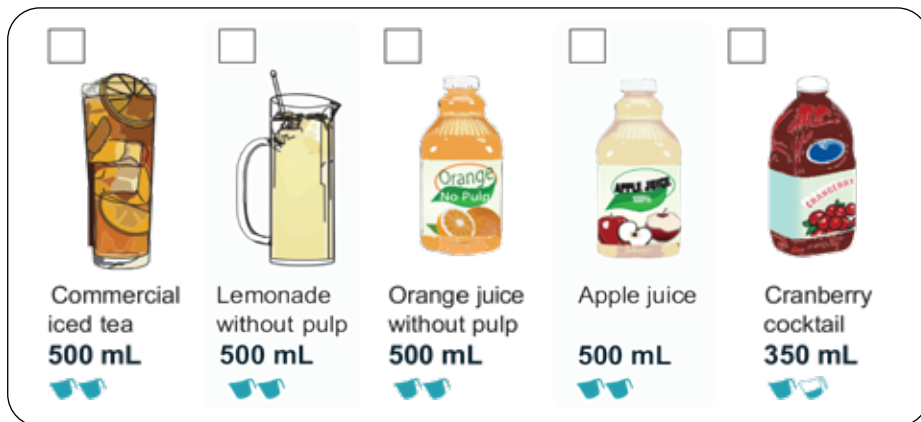 Orange
No Pulp
APPLE JUICE
100%
CRANBERRY
Commercial
iced tea
500 mL
Lemonade
without pulp
500 mL
Orange juice
without pulp
500 mL
Apple juice
500 mL
Cranberry
cocktail
350 mL